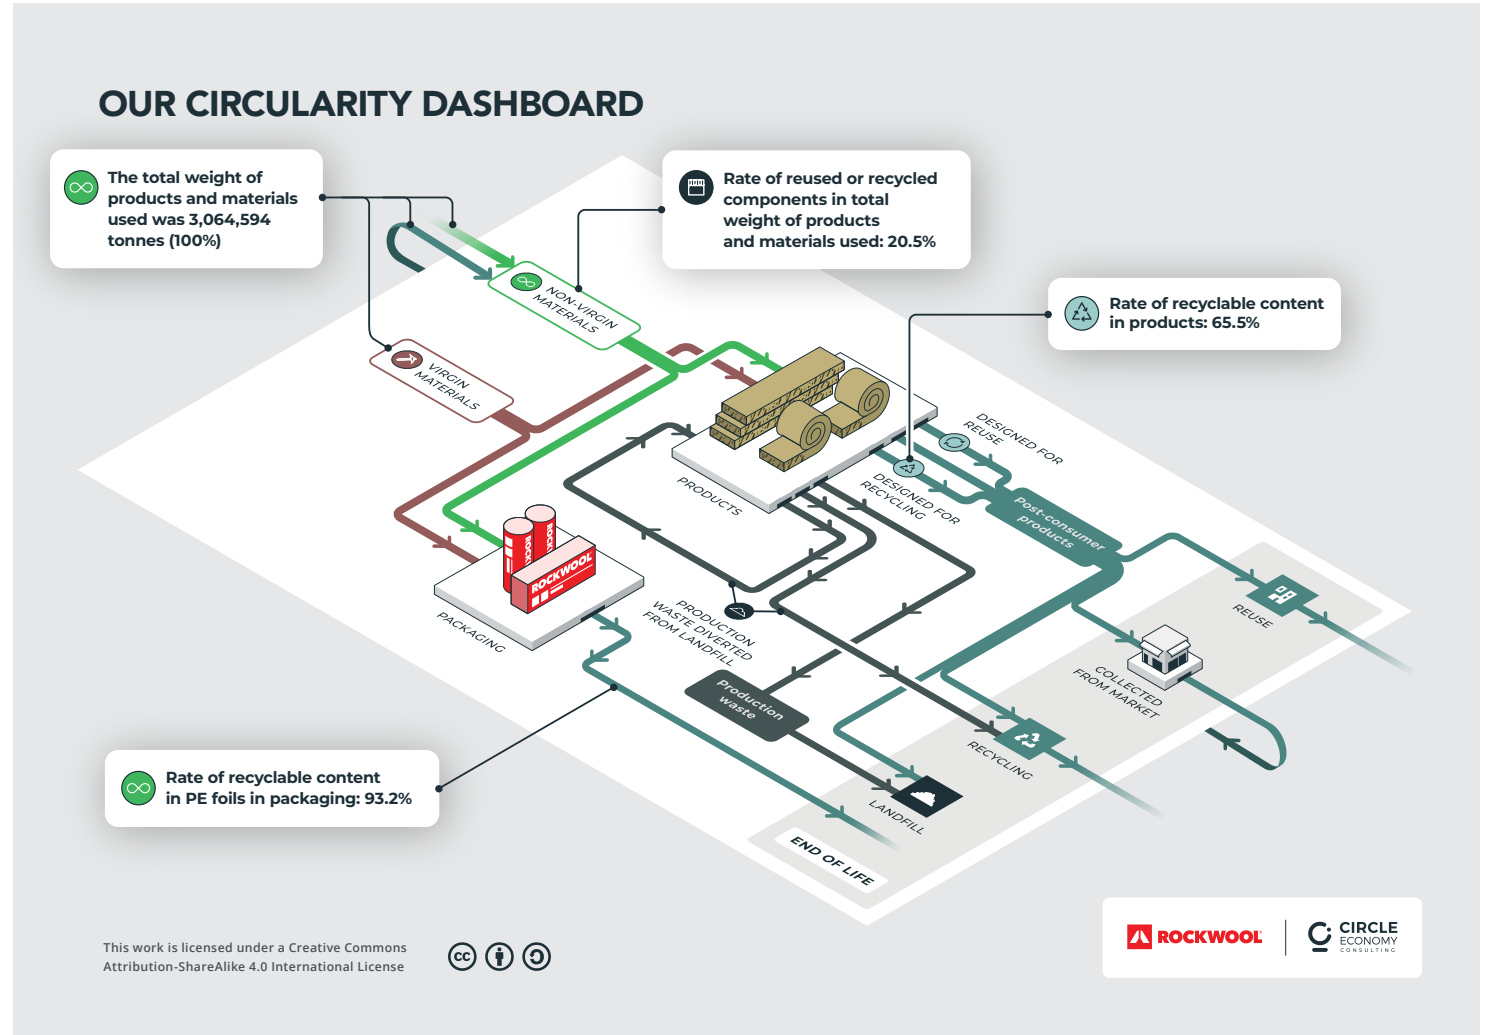 OUR CIRCULARITY DASHBOARD
The total weight of
products and materials
used was 3,064,594
tonnes (100%)
Rate of reused or recycled
components in total
weight of products
and materials used: 20.5%
Rate of recyclable content
in products: 65.5%
NON-VIRGIN
MATERIALS
VIRGIN
MATERIALS
PRODUCTS
DESIGNED FOR
REUSE
DESIGNED FOR
RECYCLING
Post-consumer
products
ROCKWOOL
ROCKWOOL
ROCKWOOL
PACKAGING
PRODUCTION
WASTE DIVERTED
FROM LANDFILL
Production
waste
REUSE
COLLECTED
FROM MARKET
RECYCLING
LANDFILL
END OF LIFE
Rate of recyclable content
in PE foils in packaging: 93.2%
This work is licensed under a Creative Commons
Attribution-ShareAlike 4.0 International License
cc
ROCKWOOL
CIRCLE
ECONOMY
CONSULTING